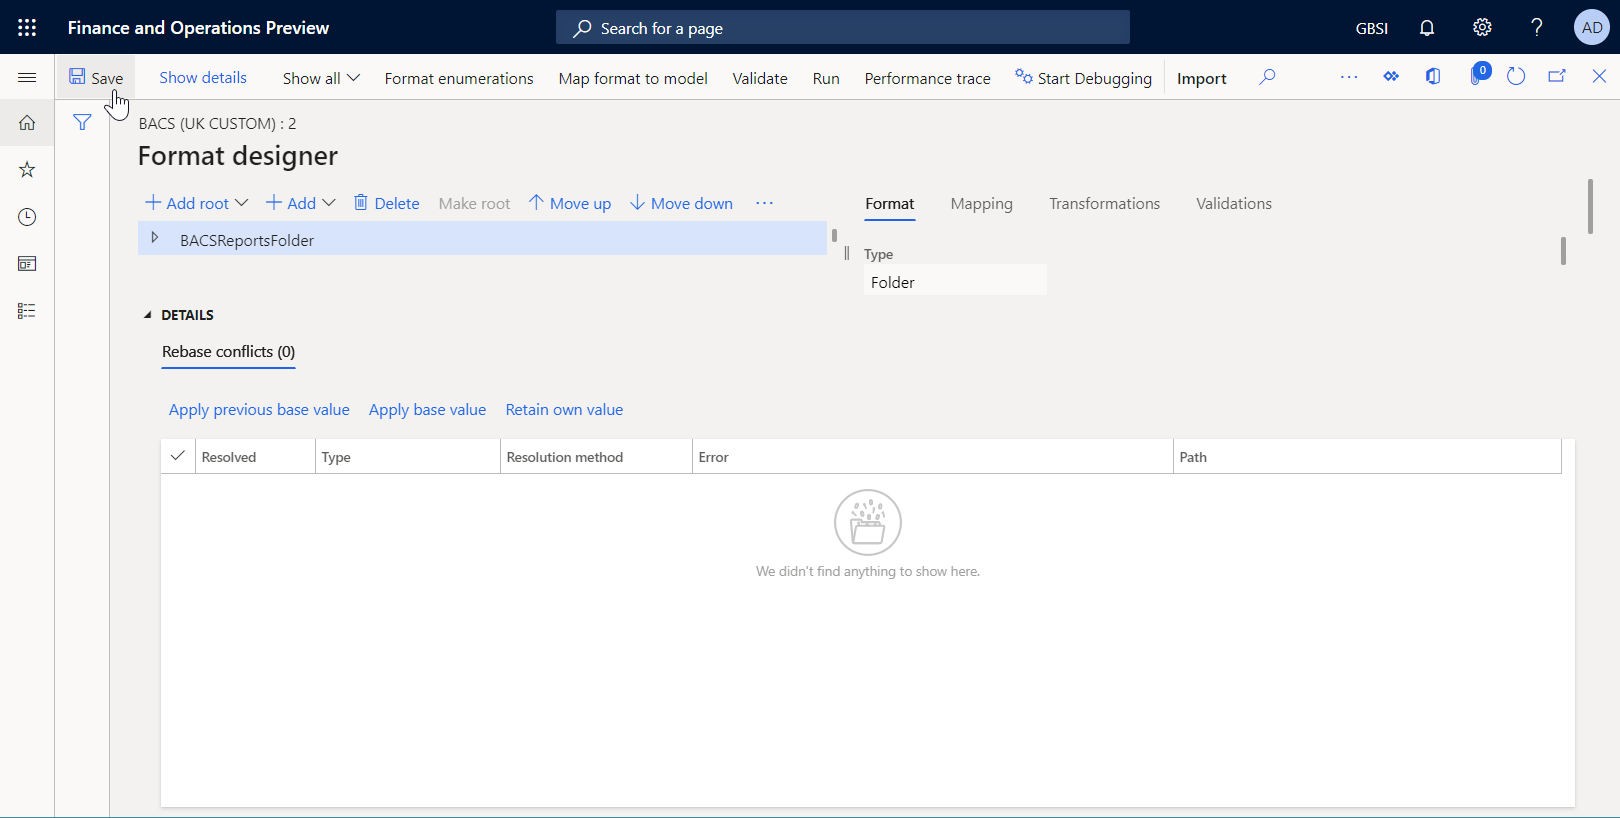 Finance and Operations Preview
Search for a page
GBSI
?
AD
Save
Show details
Show all
Format enumerations
Map format to model
Validate
Run
Performance trace
Start Debugging
Import
...
0
BACS (UK CUSTOM) : 2
Format designer
+ Add root
+ Add
Delete
Make root
Move up
Move down
...
Format
Mapping
Transformations
Validations
BACSReportsFolder
Type
Folder
DETAILS
Rebase conflicts (0)
Apply previous base value
Apply base value
Retain own value
Resolved
Type
Resolution method
Error
Path
We didn't find anything to show here.